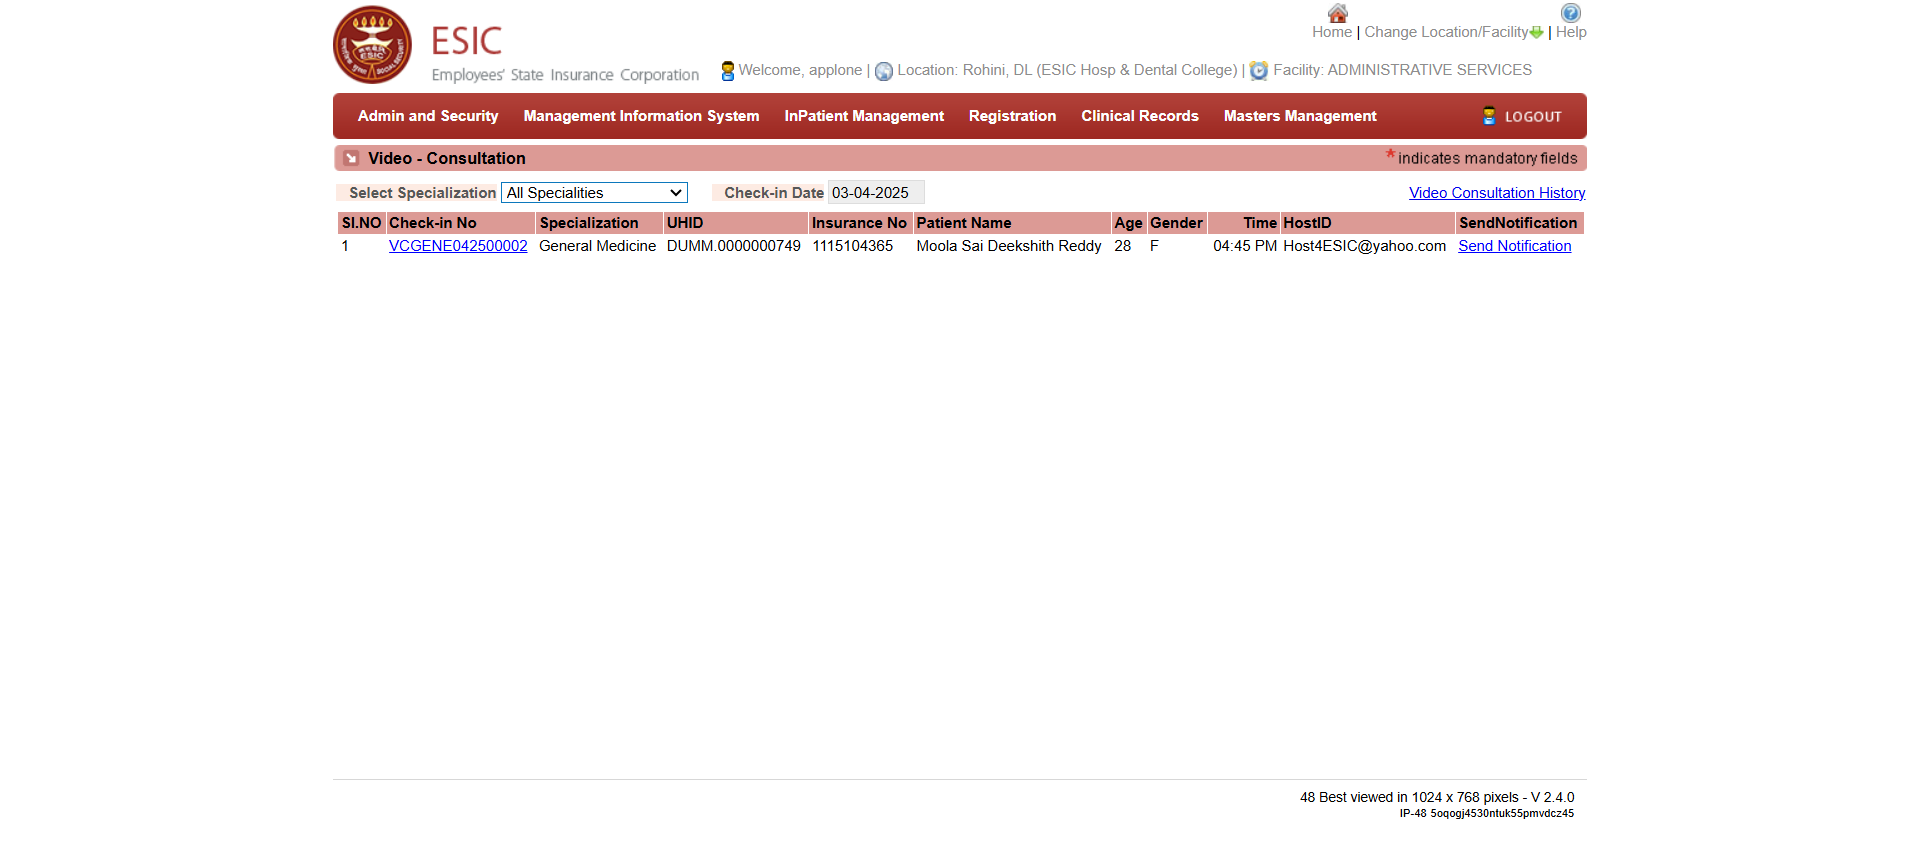 Home | Change Location/Facility | Help
ESIC
Employees' State Insurance Corporation
Welcome, applone | Location: Rohini, DL (ESIC Hosp & Dental College) | Facility: ADMINISTRATIVE SERVICES
Admin and Security Management Information System InPatient Management Registration Clinical Records Masters Management LOGOUT
Video - Consultation * indicates mandatory fields
Select Specialization All Specialities Check-in Date 03-04-2025 Video Consultation History
SI.NO Check-in No Specialization UHID Insurance No Patient Name Age Gender Time HostID SendNotification
1 VCGENE042500002 General Medicine DUMM.0000000749 1115104365 Moola Sai Deekshith Reddy 28 F 04:45 PM Host4ESIC@yahoo.com Send Notification
48 Best viewed in 1024 x 768 pixels - V 2.4.0
IP-48 5oqogj4530ntuk55pmvdcz45